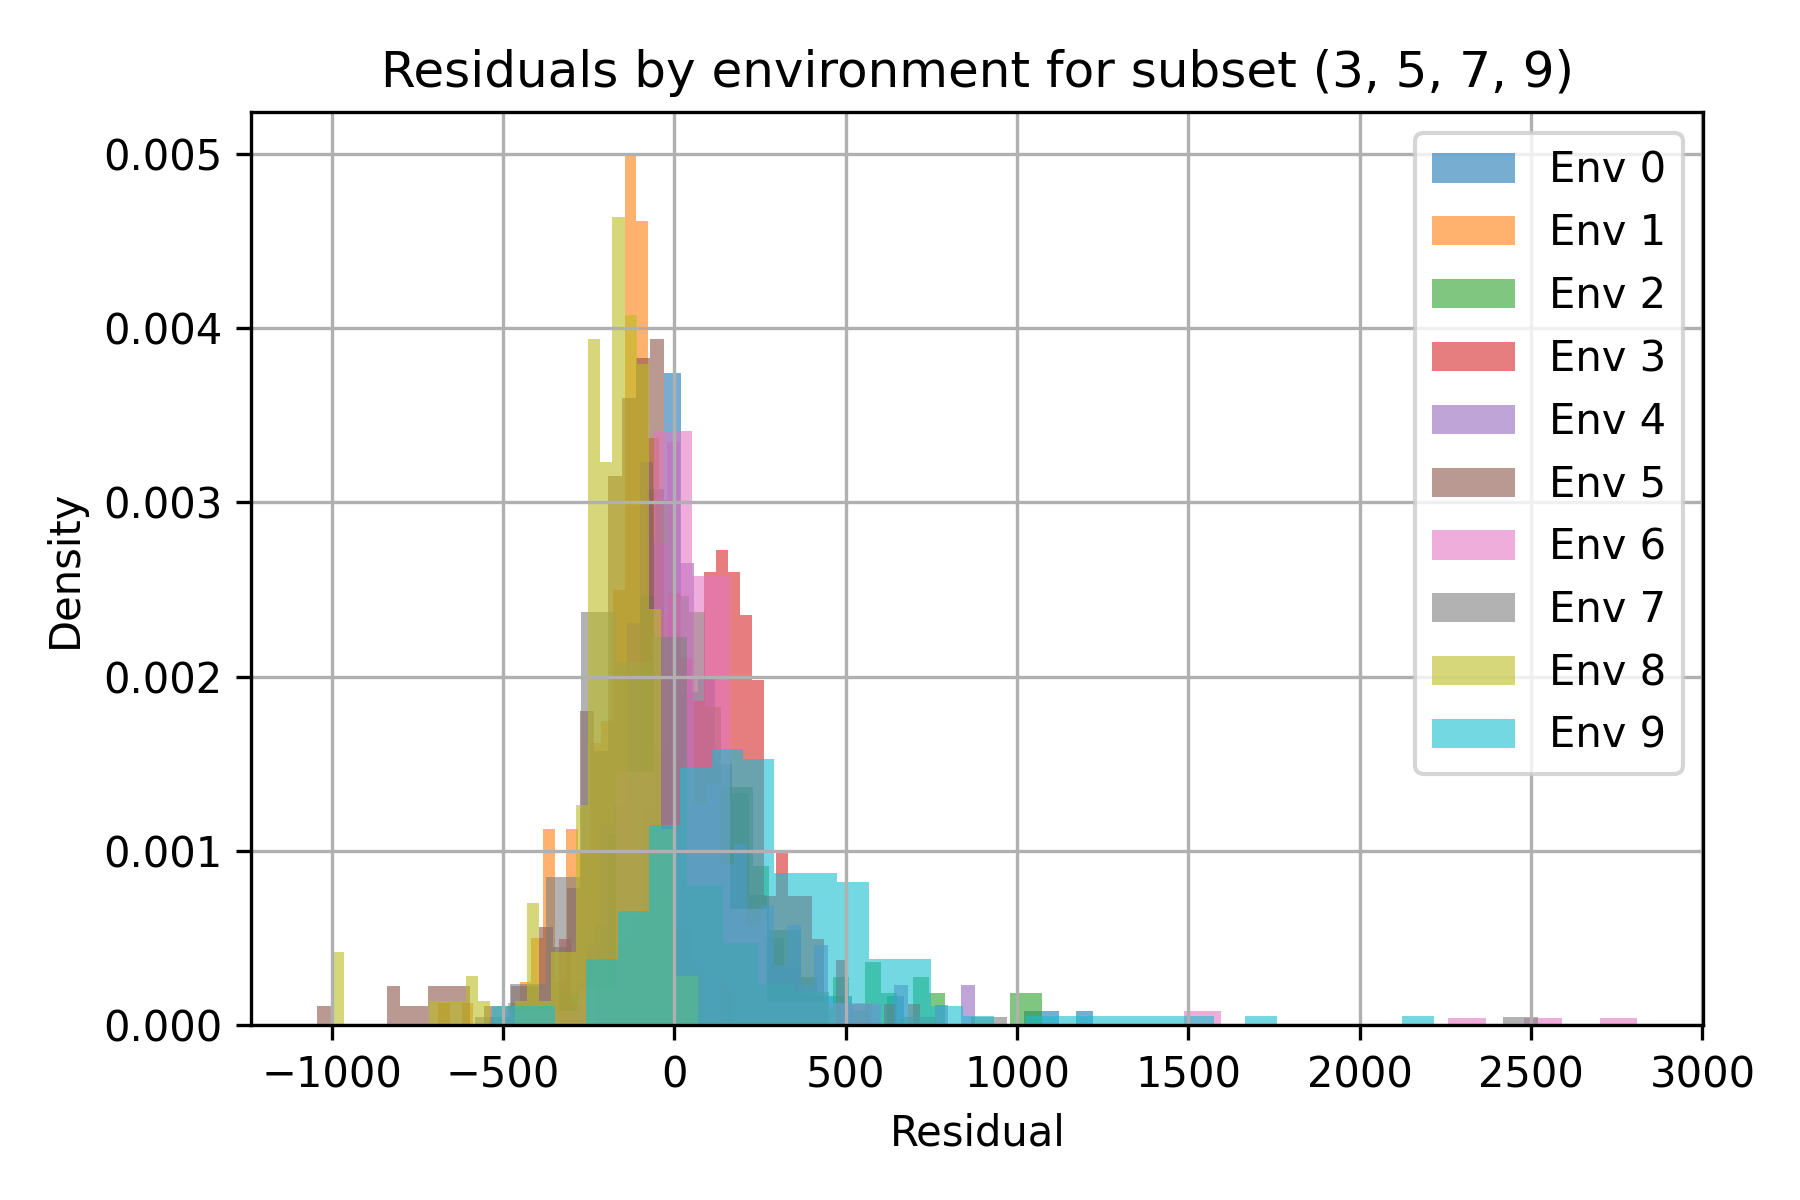 Residuals by environment for subset (3, 5, 7, 9)
0.005
0.004
0.003
0.002
0.001
0.000
Density
−1000
−500
0
500
1000
1500
2000
2500
3000
Residual
Env 0
Env 1
Env 2
Env 3
Env 4
Env 5
Env 6
Env 7
Env 8
Env 9